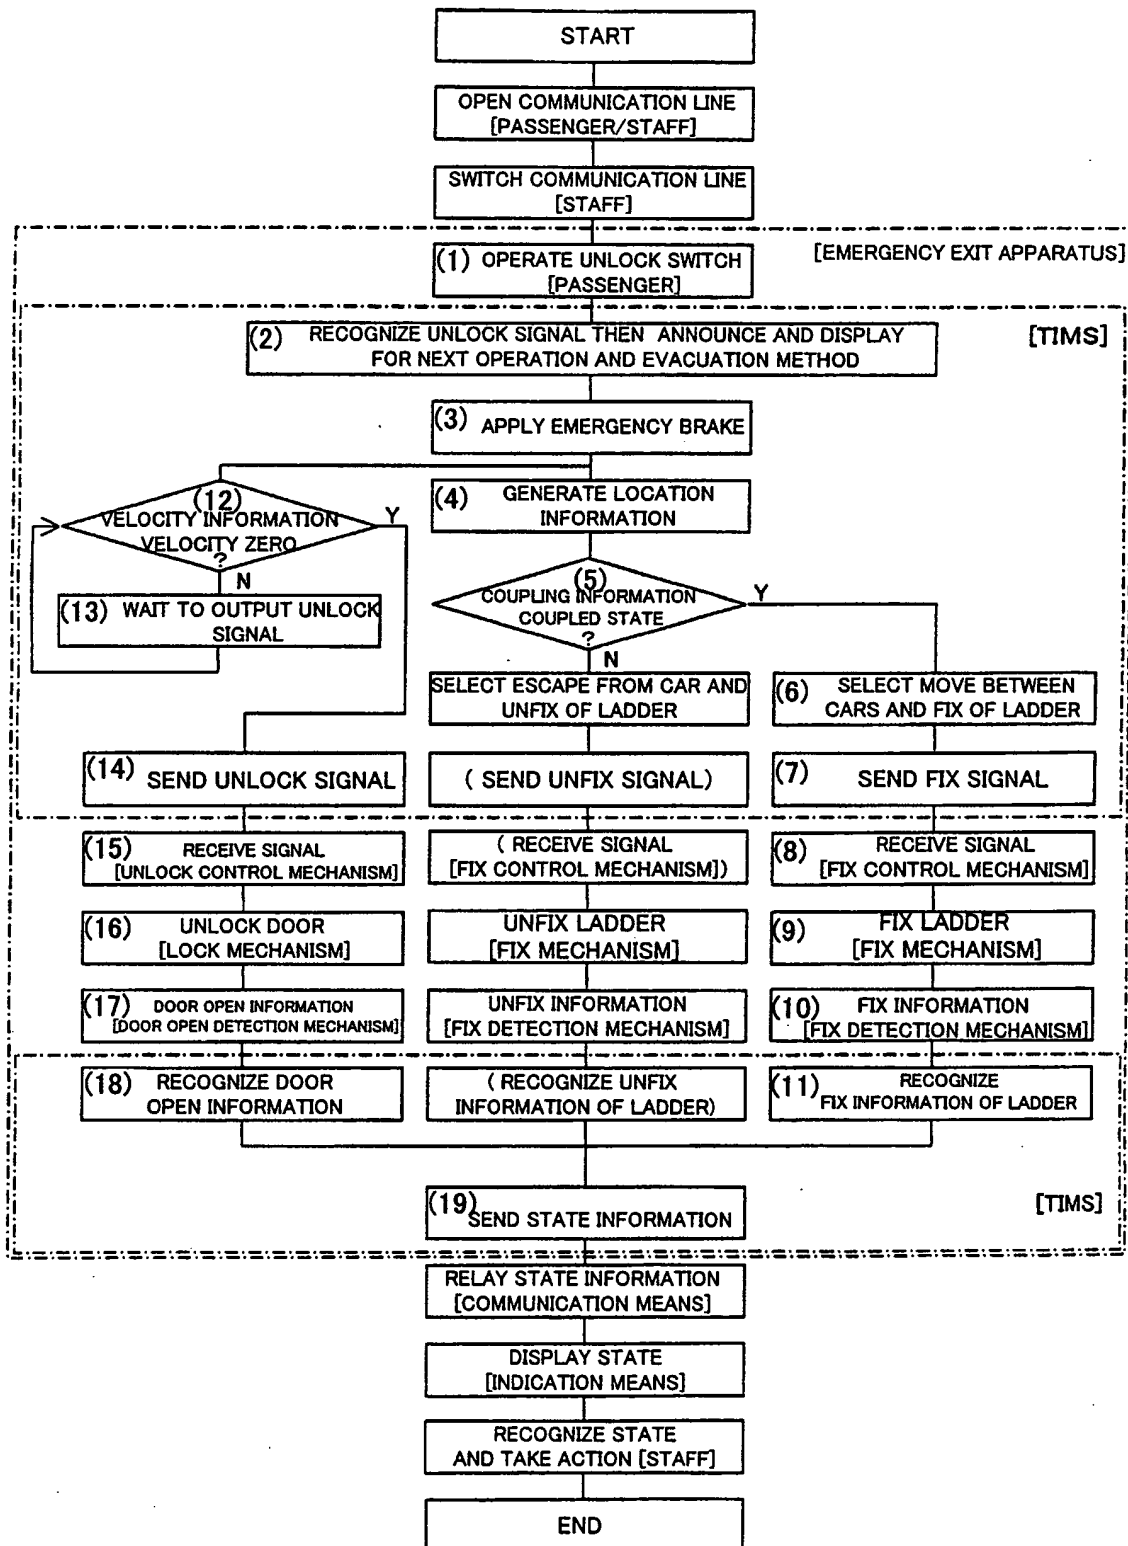 START
OPEN COMMUNICATION LINE
[PASSENGER/STAFF]
SWITCH COMMUNICATION LINE
[STAFF]
[EMERGENCY EXIT APPARATUS]
(1) OPERATE UNLOCK SWITCH
[PASSENGER]
[TIMS]
(2) RECOGNIZE UNLOCK SIGNAL THEN ANNOUNCE AND DISPLAY
FOR NEXT OPERATION AND EVACUATION METHOD
(3) APPLY EMERGENCY BRAKE
(12)
VELOCITY INFORMATION
VELOCITY ZERO
?
Y
N
(13) WAIT TO OUTPUT UNLOCK
SIGNAL
(4) GENERATE LOCATION
INFORMATION
(5)
COUPLING INFORMATION
COUPLED STATE
?
Y
N
SELECT ESCAPE FROM CAR AND
UNFIX OF LADDER
(6) SELECT MOVE BETWEEN
CARS AND FIX OF LADDER
(14) SEND UNLOCK SIGNAL
( SEND UNFIX SIGNAL)
(7) SEND FIX SIGNAL
(15) RECEIVE SIGNAL
[UNLOCK CONTROL MECHANISM]
( RECEIVE SIGNAL
[FIX CONTROL MECHANISM])
(8) RECEIVE SIGNAL
[FIX CONTROL MECHANISM]
(16) UNLOCK DOOR
[LOCK MECHANISM]
UNFIX LADDER
[FIX MECHANISM]
(9) FIX LADDER
[FIX MECHANISM]
(17) DOOR OPEN INFORMATION
[DOOR OPEN DETECTION MECHANISM]
UNFIX INFORMATION
[FIX DETECTION MECHANISM]
(10) FIX INFORMATION
[FIX DETECTION MECHANISM]
(18) RECOGNIZE DOOR
OPEN INFORMATION
( RECOGNIZE UNFIX
INFORMATION OF LADDER)
(11) RECOGNIZE
FIX INFORMATION OF LADDER
(19) SEND STATE INFORMATION
[TIMS]
RELAY STATE INFORMATION
[COMMUNICATION MEANS]
DISPLAY STATE
[INDICATION MEANS]
RECOGNIZE STATE
AND TAKE ACTION [STAFF]
END